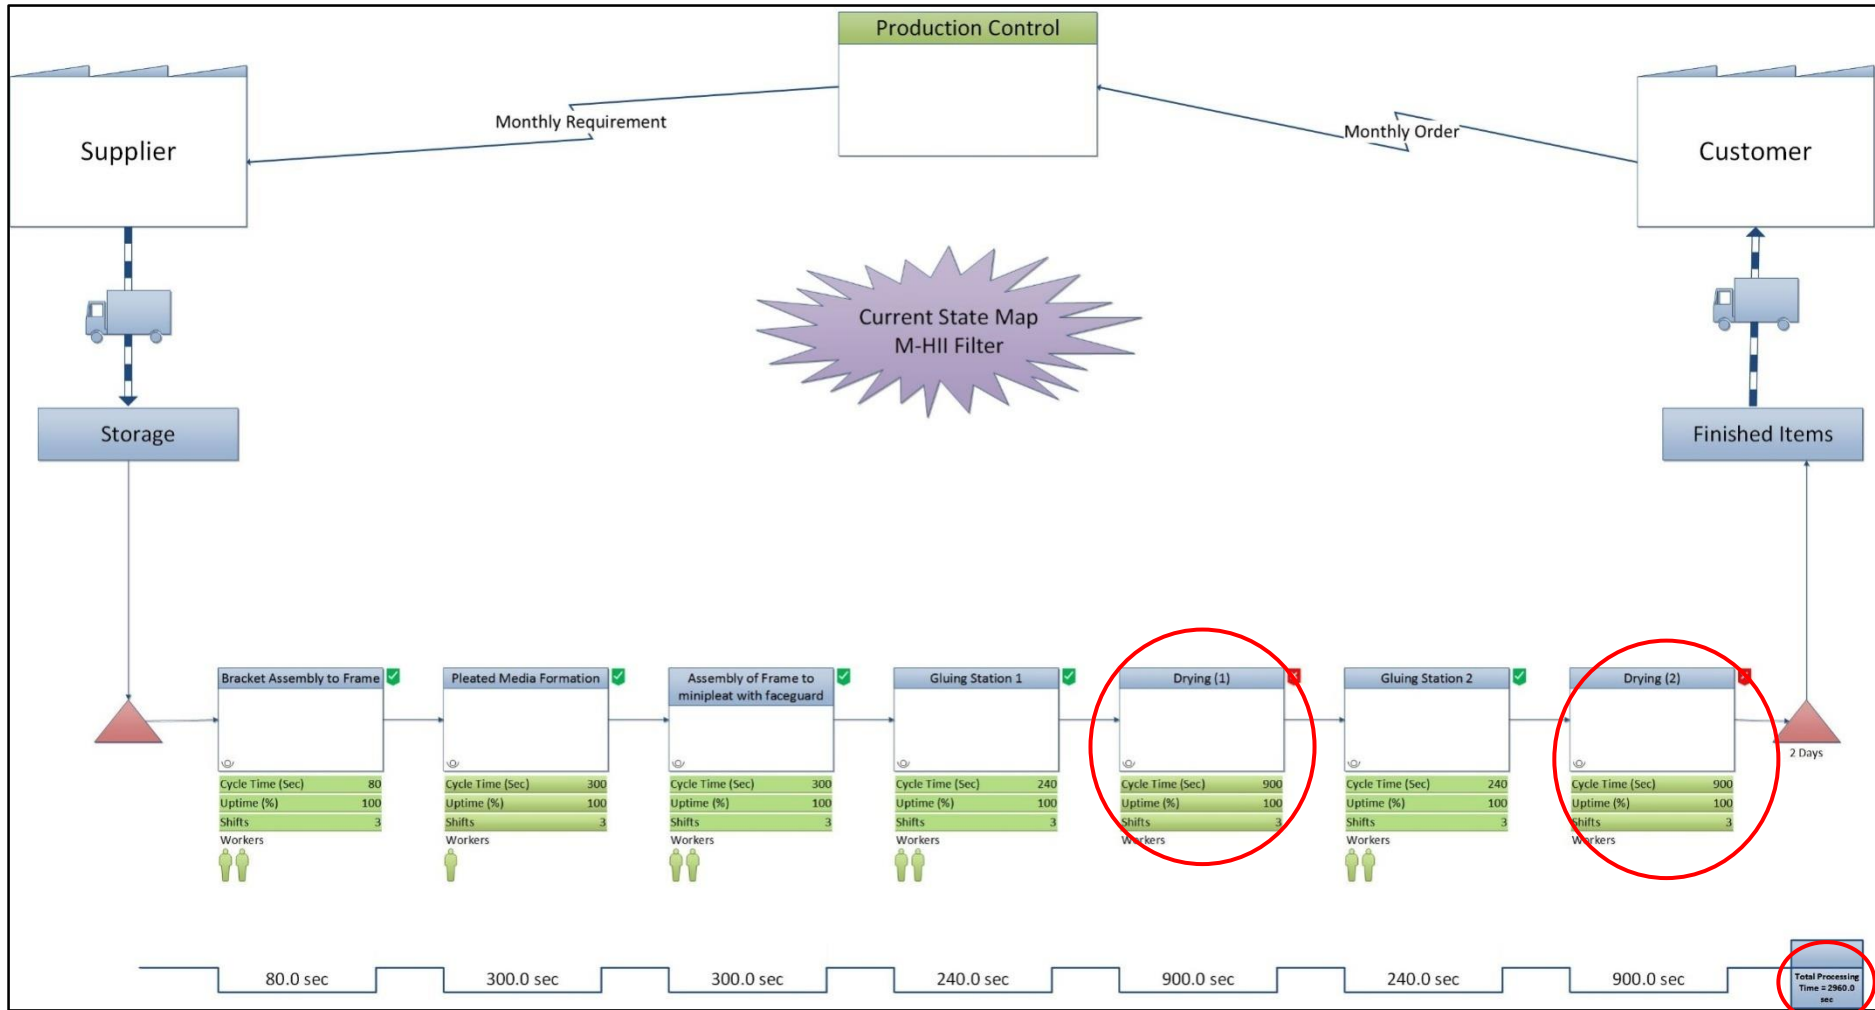 Production Control
Monthly Requirement
Monthly Order
Supplier
Customer
Current State Map
M-HII Filter
Storage
Finished Items
Bracket Assembly to Frame
Cycle Time (Sec) 80
Uptime (%) 100
Shifts 3
Workers
Pleated Media Formation
Cycle Time (Sec) 300
Uptime (%) 100
Shifts 3
Workers
Assembly of Frame to
minipleat with faceguard
Cycle Time (Sec) 300
Uptime (%) 100
Shifts 3
Workers
Gluing Station 1
Cycle Time (Sec) 240
Uptime (%) 100
Shifts 3
Workers
Drying (1)
Cycle Time (Sec) 900
Uptime (%) 100
Shifts 3
Workers
Gluing Station 2
Cycle Time (Sec) 240
Uptime (%) 100
Shifts 3
Workers
Drying (2)
Cycle Time (Sec) 900
Uptime (%) 100
Shifts 3
Workers
2 Days
80.0 sec
300.0 sec
300.0 sec
240.0 sec
900.0 sec
240.0 sec
900.0 sec
Total Processing
Time = 2960.0
sec